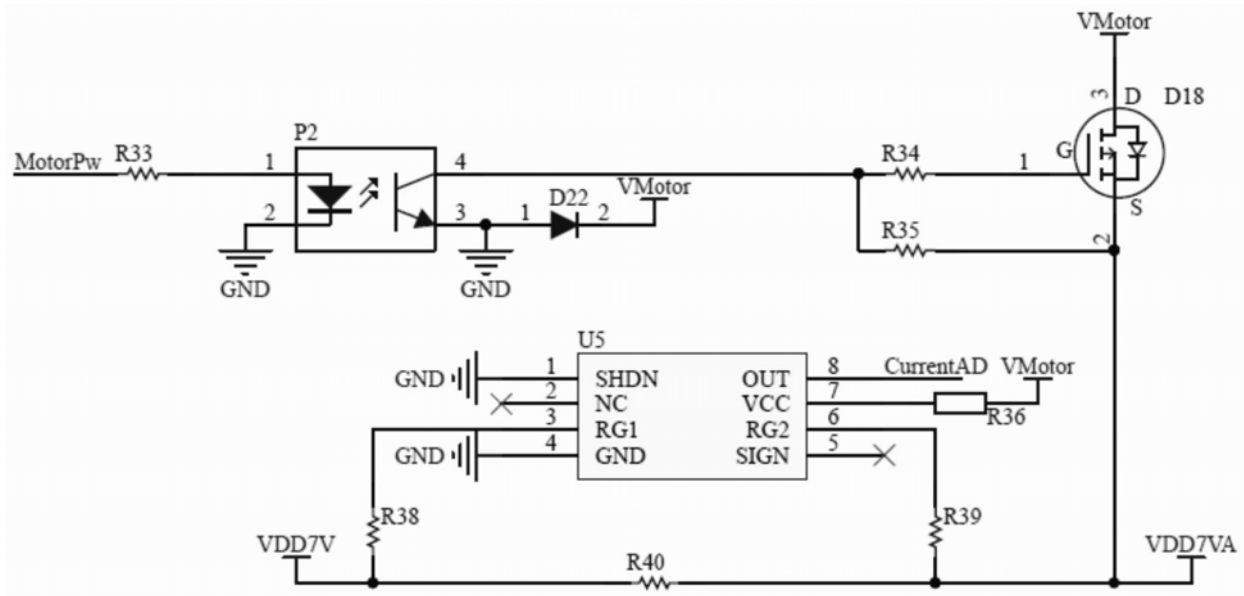 VMotor
3 D D18
P2
MotorPw R33 1 4 R34 1 G
VMotor
D22
2 3 1 2 S
R35 2
GND GND
U5
GND 1 SHDN OUT 8 CurrentAD VMotor
2 NC VCC 7 R36
3 RG1 RG2 6
GND 4 GND SIGN 5
R38 R39
VDD7V R40 VDD7VA